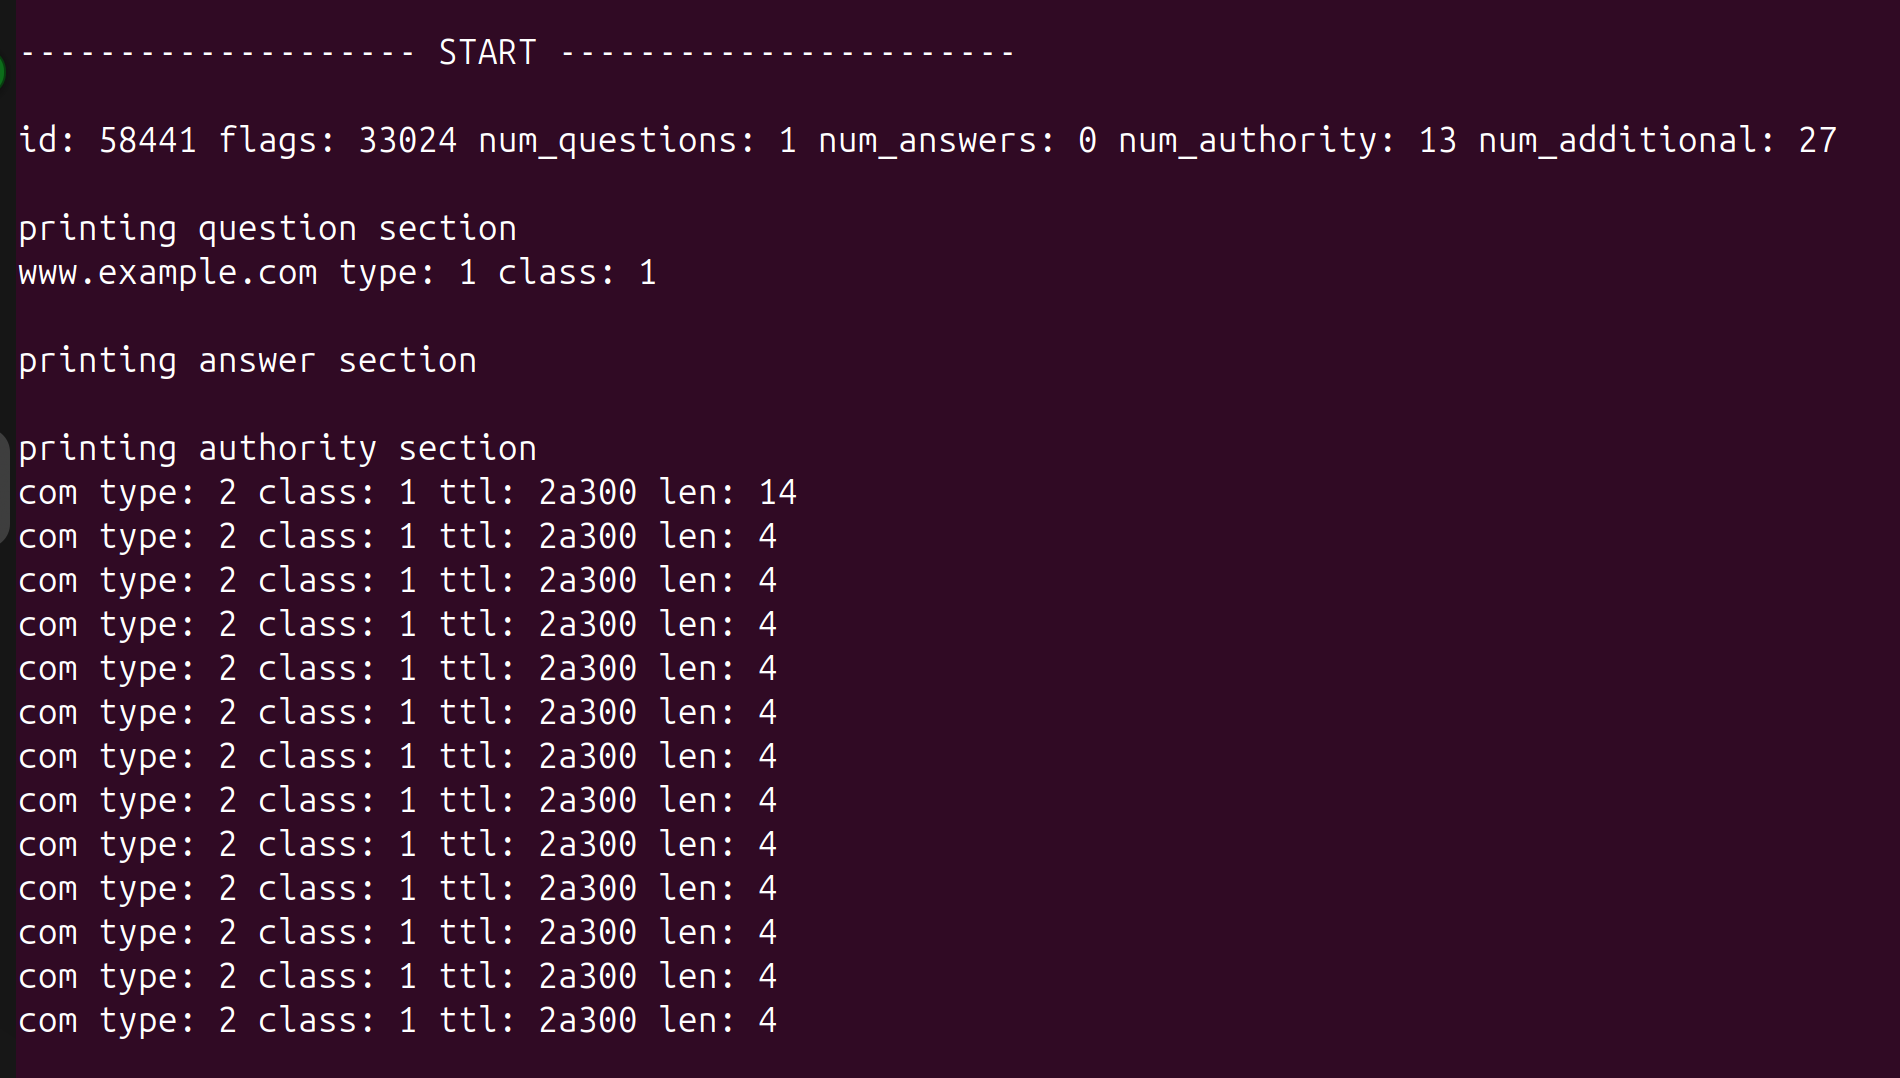 -------------------- START -----------------------
id: 58441 flags: 33024 num_questions: 1 num_answers: 0 num_authority: 13 num_additional: 27
printing question section
www.example.com type: 1 class: 1
printing answer section
printing authority section
com type: 2 class: 1 ttl: 2a300 len: 14
com type: 2 class: 1 ttl: 2a300 len: 4
com type: 2 class: 1 ttl: 2a300 len: 4
com type: 2 class: 1 ttl: 2a300 len: 4
com type: 2 class: 1 ttl: 2a300 len: 4
com type: 2 class: 1 ttl: 2a300 len: 4
com type: 2 class: 1 ttl: 2a300 len: 4
com type: 2 class: 1 ttl: 2a300 len: 4
com type: 2 class: 1 ttl: 2a300 len: 4
com type: 2 class: 1 ttl: 2a300 len: 4
com type: 2 class: 1 ttl: 2a300 len: 4
com type: 2 class: 1 ttl: 2a300 len: 4
com type: 2 class: 1 ttl: 2a300 len: 4